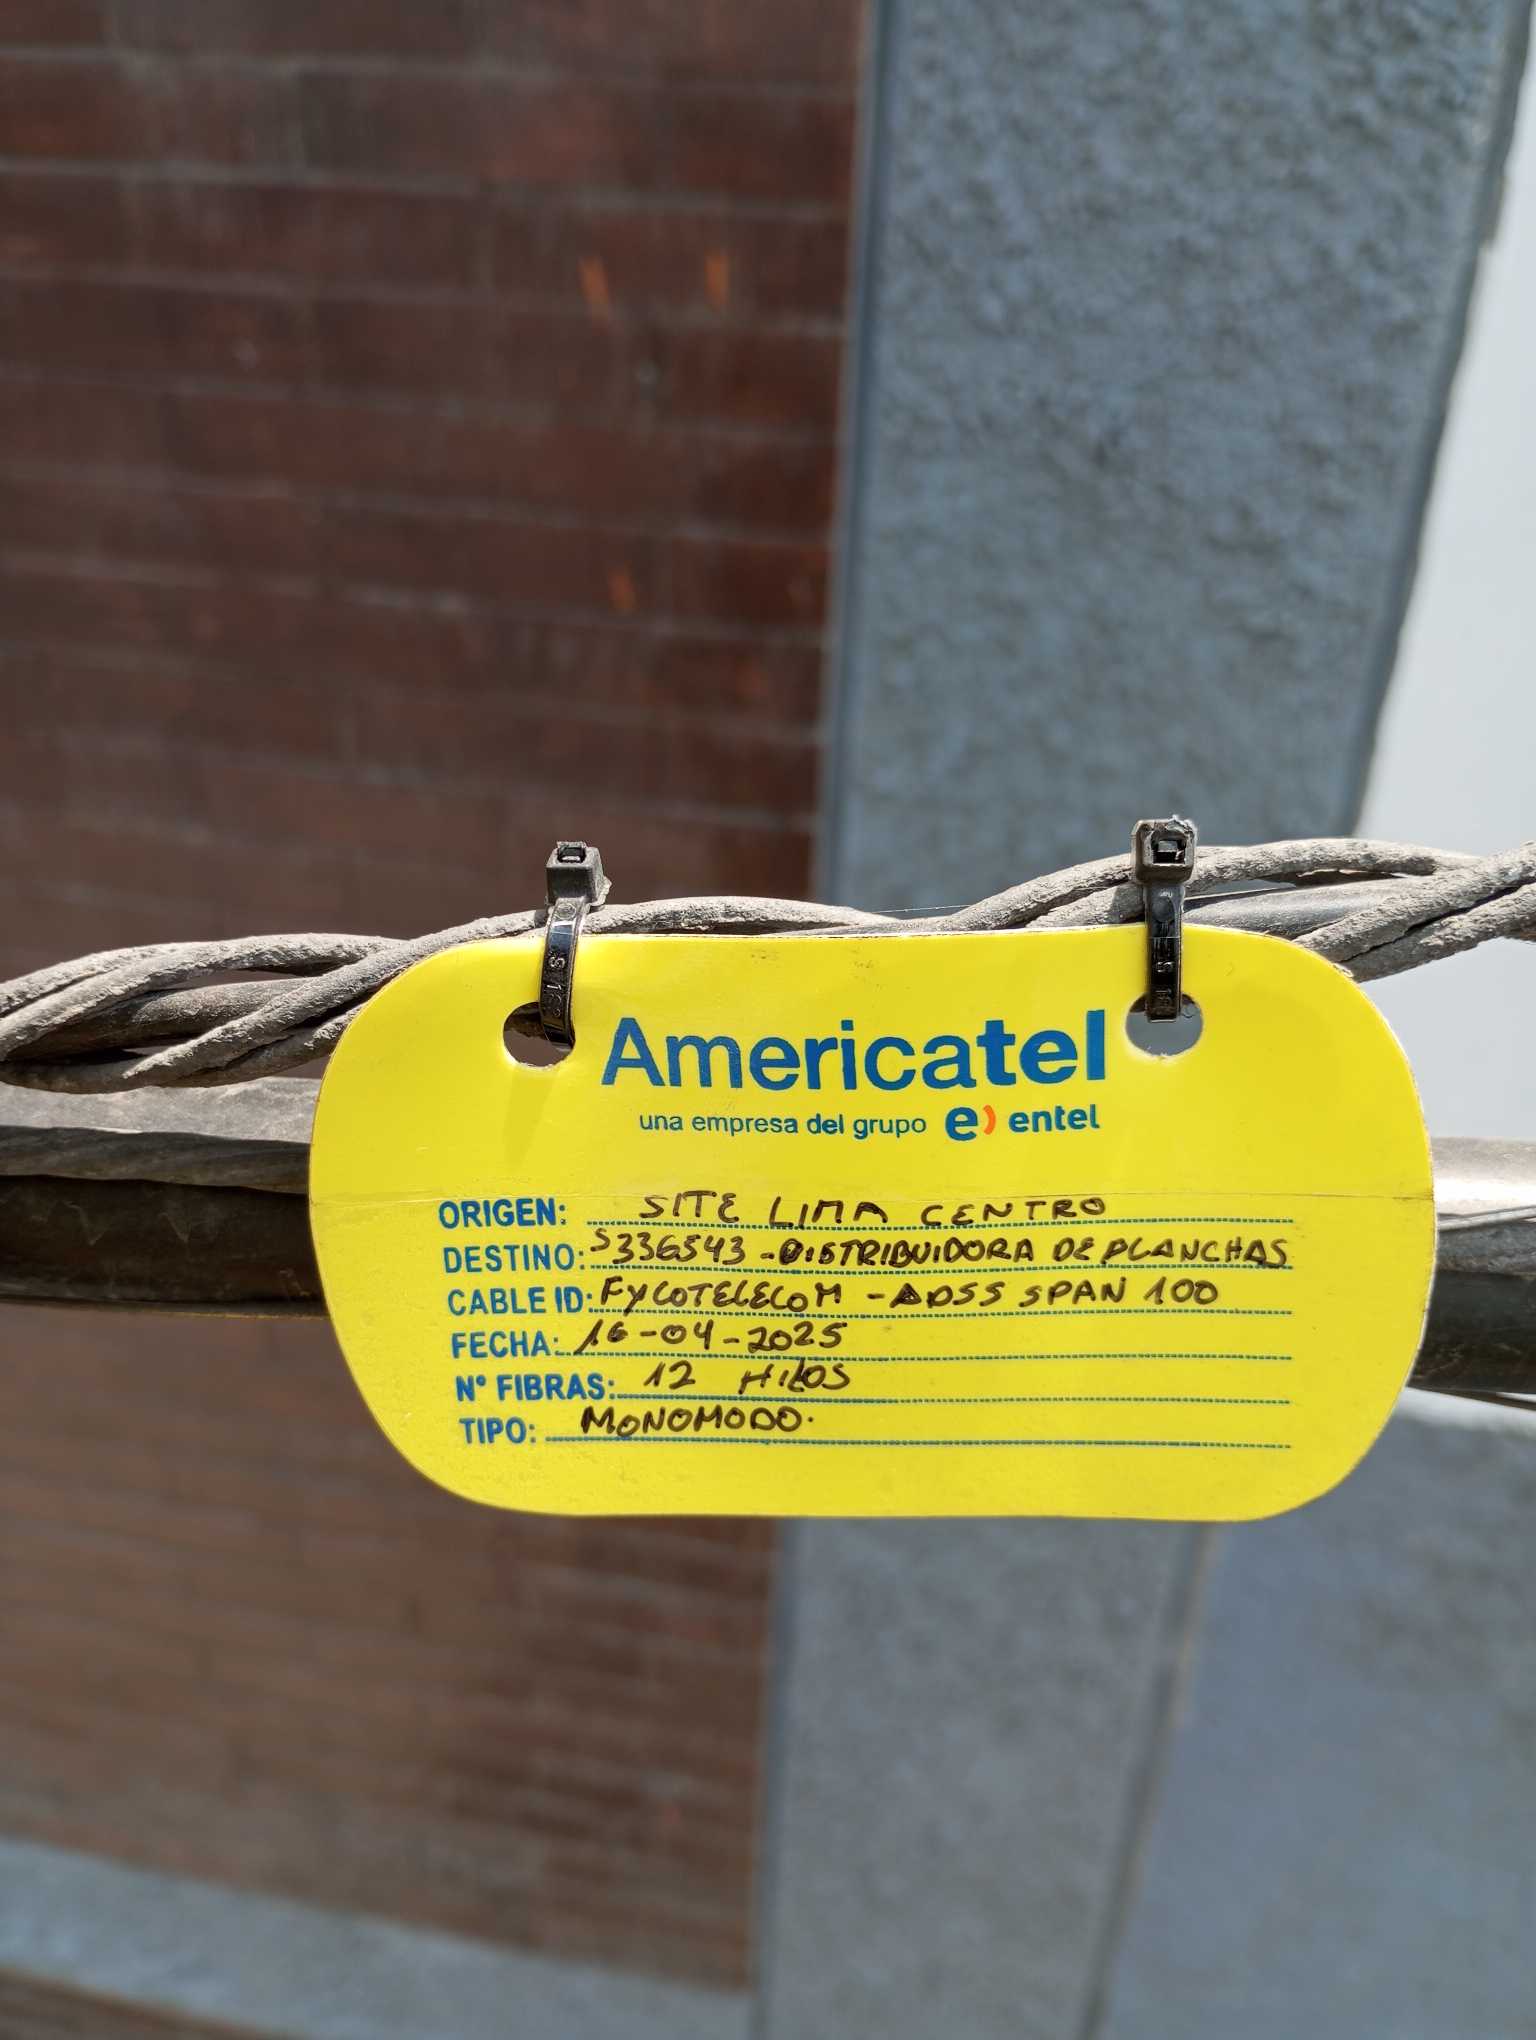 Americatel
una empresa del grupo e) entel
ORIGEN: SITE LIMA CENTRO
DESTINO: S336543 - DISTRIBUIDORA DE PLANCHAS
CABLE ID: FYCOTELECOM - ADSS SPAN 100
FECHA: 16-04-2025
N° FIBRAS: 12 HILOS
TIPO: MONOMODO.